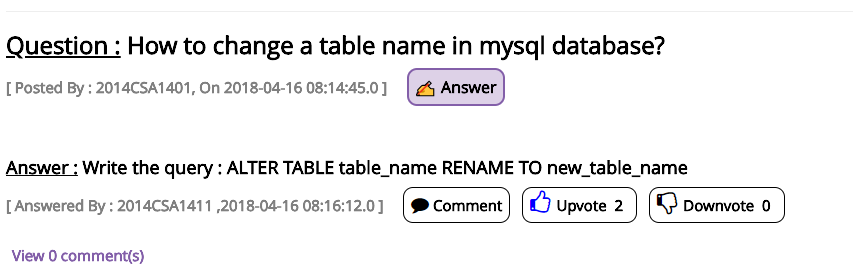 Question : How to change a table name in mysql database?
[ Posted By : 2014CSA1401, On 2018-04-16 08:14:45.0 ] Answer
Answer : Write the query : ALTER TABLE table_name RENAME TO new_table_name
[ Answered By : 2014CSA1411 ,2018-04-16 08:16:12.0 ] Comment Upvote 2 Downvote 0
View 0 comment(s)